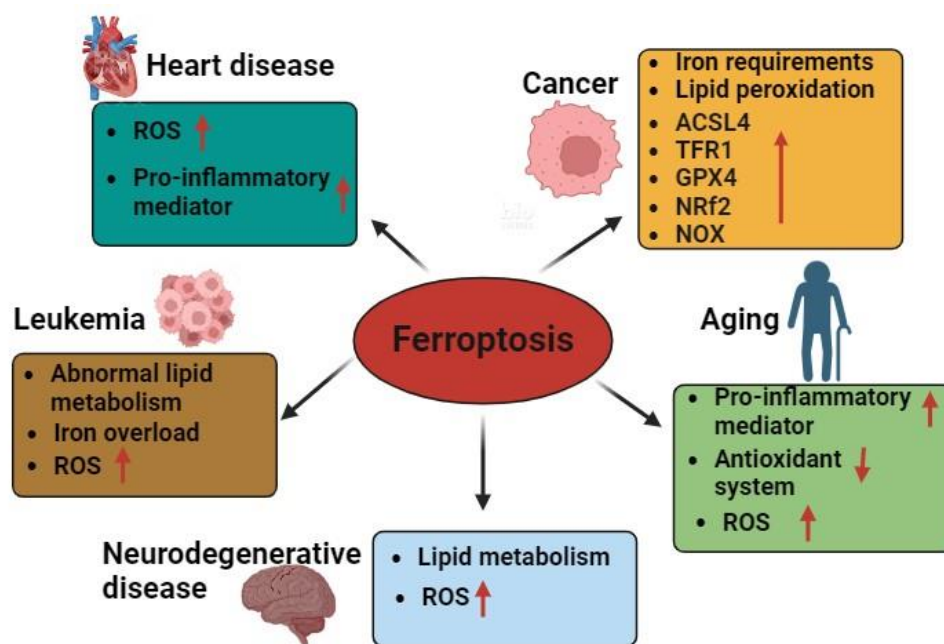 Heart disease
• ROS
• Pro-inflammatory
mediator
Cancer
• Iron requirements
• Lipid peroxidation
• ACSL4
• TFR1
• GPX4
• NRf2
• NOX
Leukemia
• Abnormal lipid
metabolism
• Iron overload
• ROS
Ferroptosis
Aging
• Pro-inflammatory
mediator
• Antioxidant
system
• ROS
Neurodegenerative
disease
• Lipid metabolism
• ROS